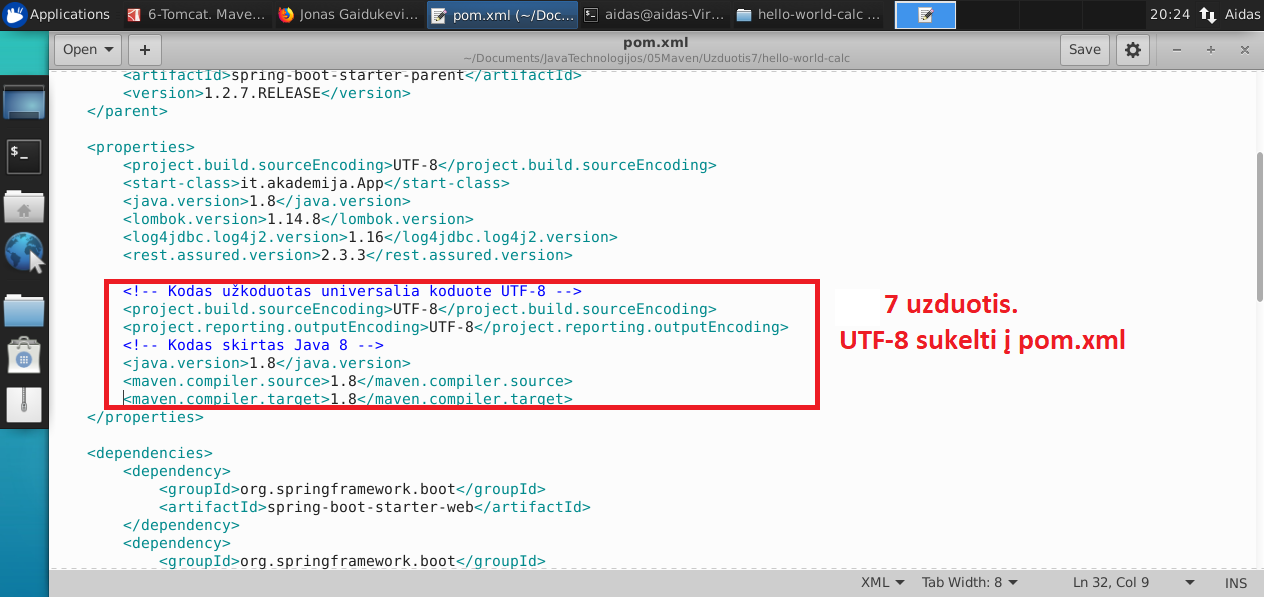 Applications 6-Tomcat. Mave... Jonas Gaidukevi... pom.xml (~/Doc... aidas@aidas-Vir... hello-world-calc ... 20:24 Aidas
Open + pom.xml Save
~/Documents/JavaTechnologijos/05Maven/Uzduotis7/hello-world-calc
<artifactId>spring-boot-starter-parent</artifactId>
<version>1.2.7.RELEASE</version>
</parent>
<properties>
<project.build.sourceEncoding>UTF-8</project.build.sourceEncoding>
<start-class>it.akademija.App</start-class>
<java.version>1.8</java.version>
<lombok.version>1.14.8</lombok.version>
<log4jdbc.log4j2.version>1.16</log4jdbc.log4j2.version>
<rest.assured.version>2.3.3</rest.assured.version>
<!-- Kodas užkoduotas universalia koduote UTF-8 -->
<project.build.sourceEncoding>UTF-8</project.build.sourceEncoding>
<project.reporting.outputEncoding>UTF-8</project.reporting.outputEncoding>
<!-- Kodas skirtas Java 8 -->
<java.version>1.8</java.version>
<maven.compiler.source>1.8</maven.compiler.source>
<maven.compiler.target>1.8</maven.compiler.target>
</properties>
7 uzduotis.
UTF-8 sukelti į pom.xml
<dependencies>
<dependency>
<groupId>org.springframework.boot</groupId>
<artifactId>spring-boot-starter-web</artifactId>
</dependency>
<dependency>
<groupId>org.springframework.boot</groupId>
XML Tab Width: 8 Ln 32, Col 9 INS